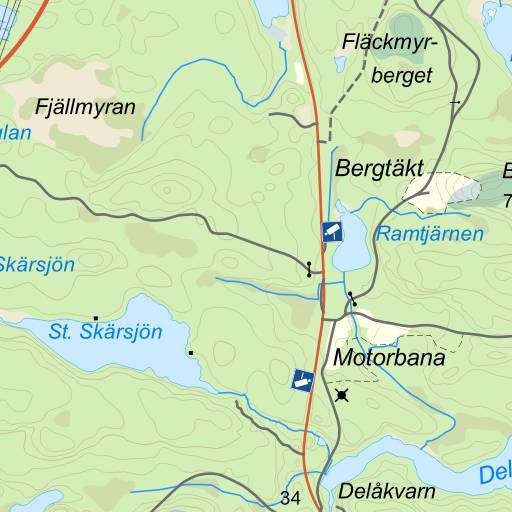 Fläckmyr-
berget
Fjällmyran
Bergtäkt
Ramtjärnen
Skärsjön
St. Skärsjön
Motorbana
Delåkvarn
34